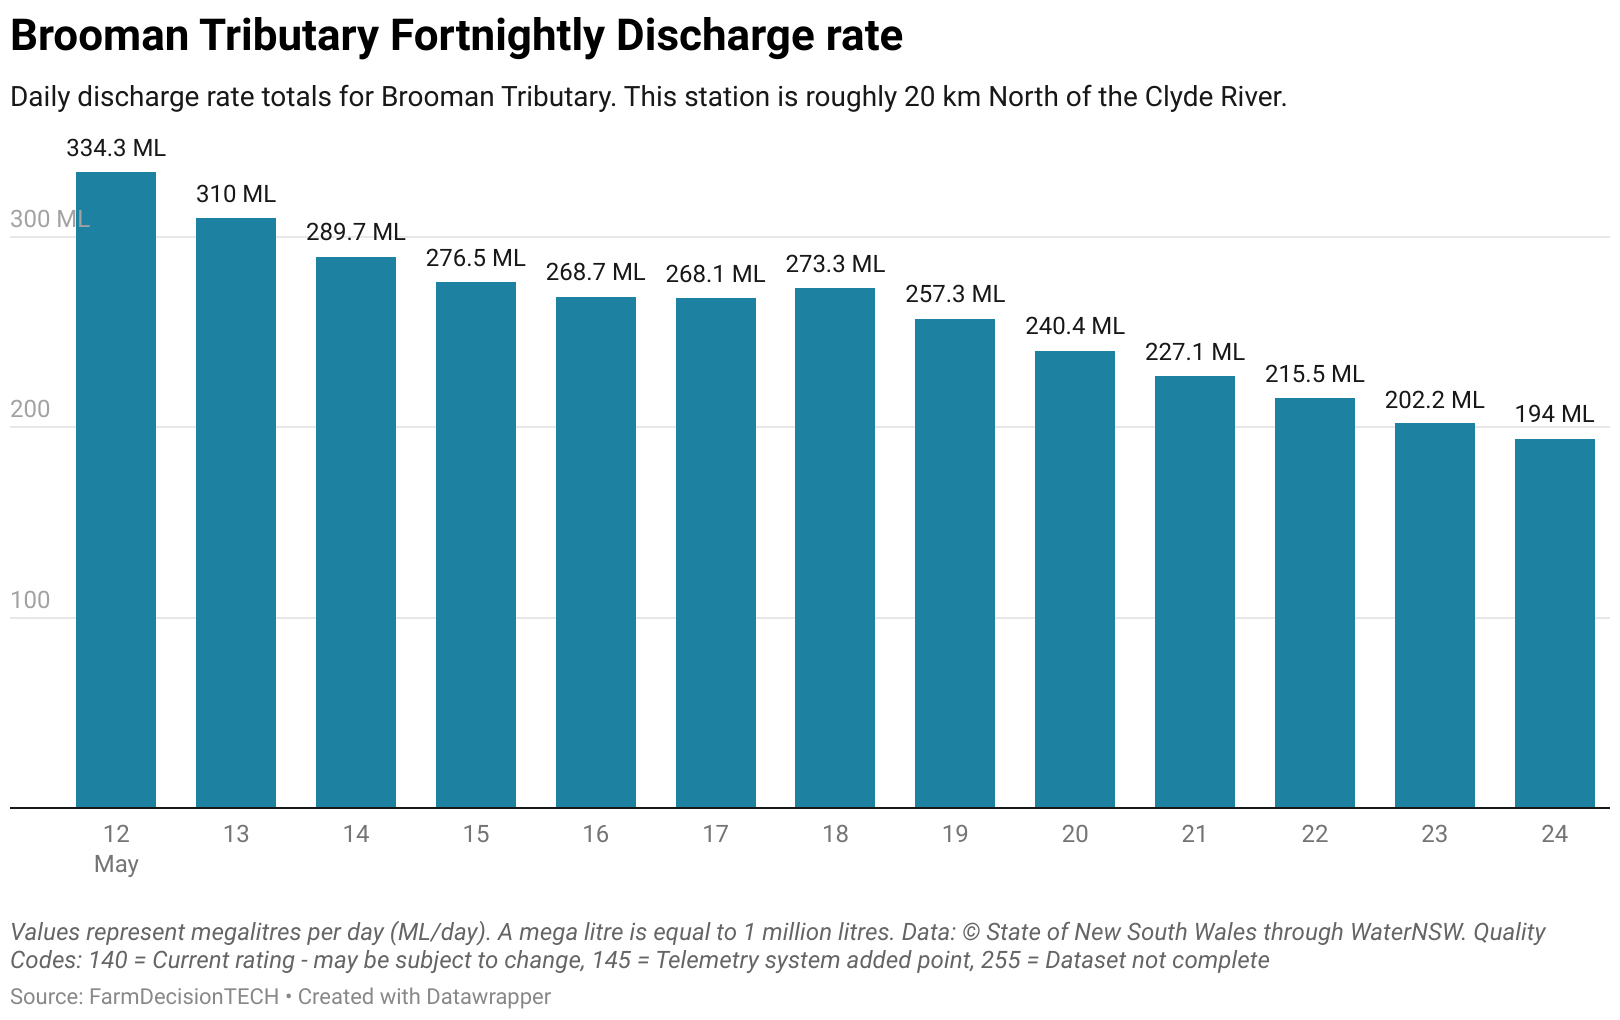 Brooman Tributary Fortnightly Discharge rate
Daily discharge rate totals for Brooman Tributary. This station is roughly 20 km North of the Clyde River.
334.3 ML
310 ML
289.7 ML
276.5 ML
268.7 ML
268.1 ML
273.3 ML
257.3 ML
240.4 ML
227.1 ML
215.5 ML
202.2 ML
194 ML
300 ML
200
100
12 13 14 15 16 17 18 19 20 21 22 23 24
May
Values represent megalitres per day (ML/day). A mega litre is equal to 1 million litres. Data: © State of New South Wales through WaterNSW. Quality
Codes: 140 = Current rating - may be subject to change, 145 = Telemetry system added point, 255 = Dataset not complete
Source: FarmDecisionTECH • Created with Datawrapper